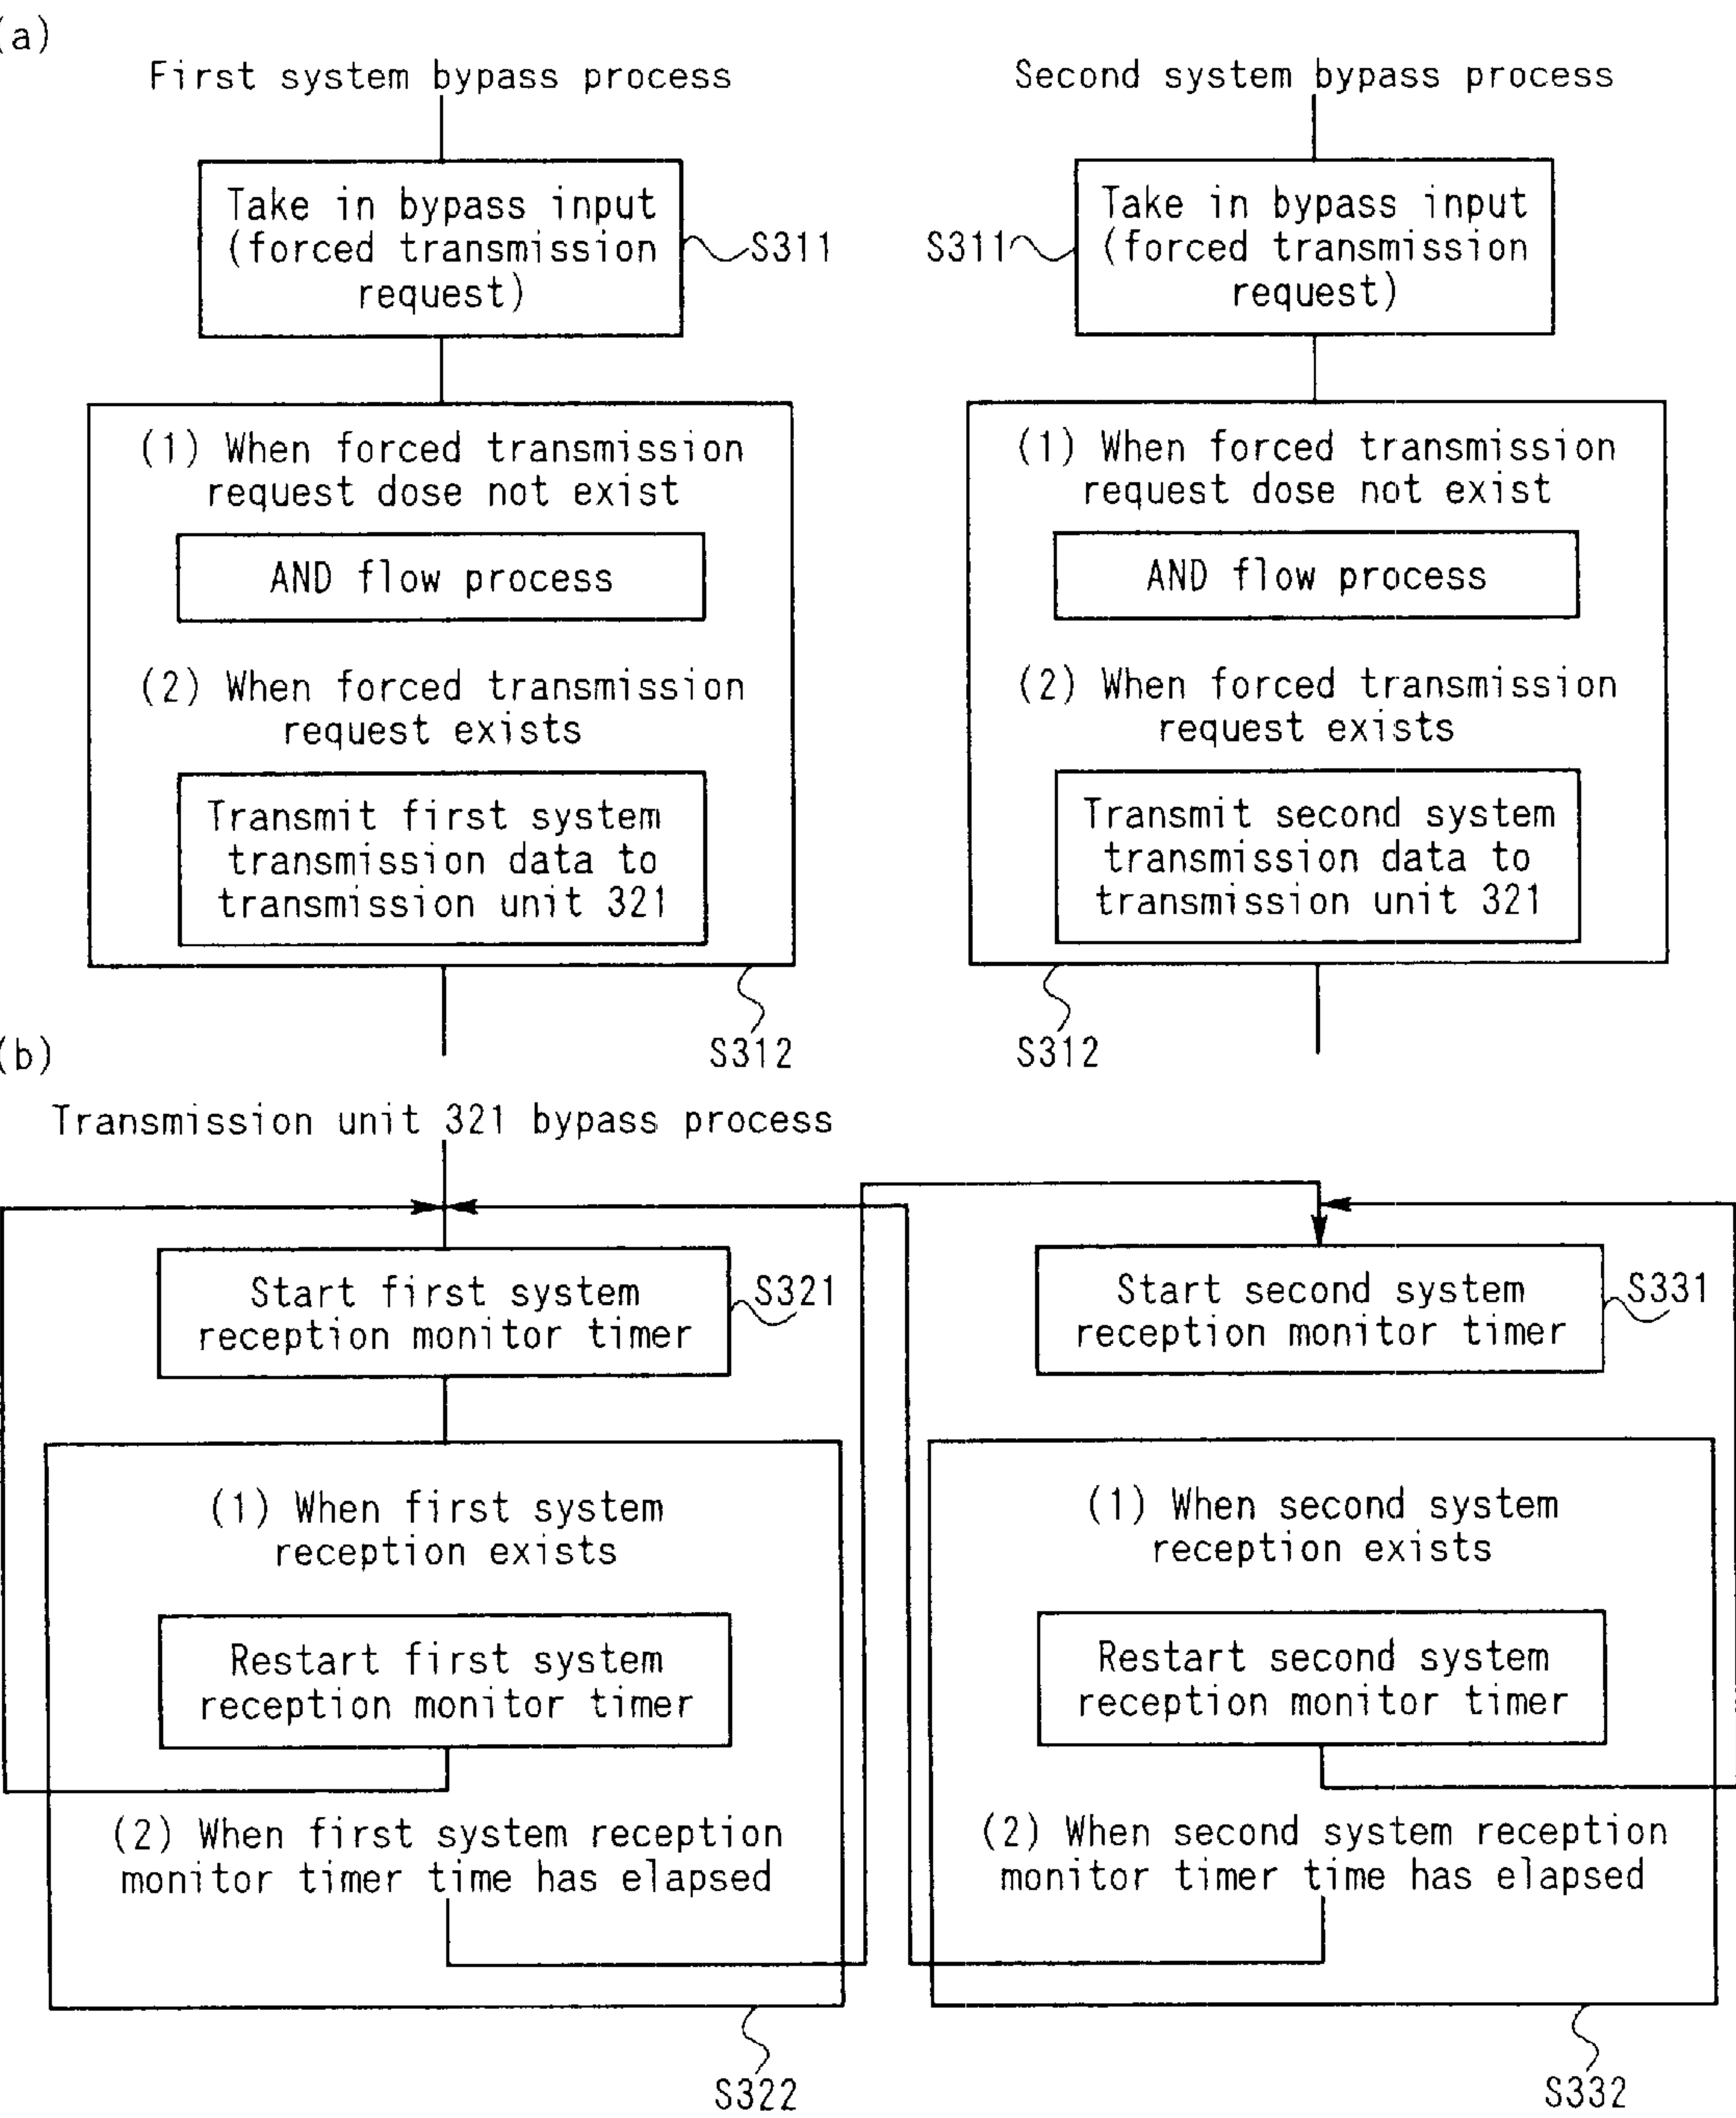 (a)
First system bypass process
Take in bypass input
(forced transmission
request)
S311
(1) When forced transmission
request dose not exist
AND flow process
(2) When forced transmission
request exists
Transmit first system
transmission data to
transmission unit 321
S312
Second system bypass process
Take in bypass input
(forced transmission
request)
S311
(1) When forced transmission
request dose not exist
AND flow process
(2) When forced transmission
request exists
Transmit second system
transmission data to
transmission unit 321
S312
(b)
Transmission unit 321 bypass process
Start first system
reception monitor timer
S321
(1) When first system
reception exists
Restart first system
reception monitor timer
(2) When first system reception
monitor timer time has elapsed
S322
Start second system
reception monitor timer
S331
(1) When second system
reception exists
Restart second system
reception monitor timer
(2) When second system reception
monitor timer time has elapsed
S332